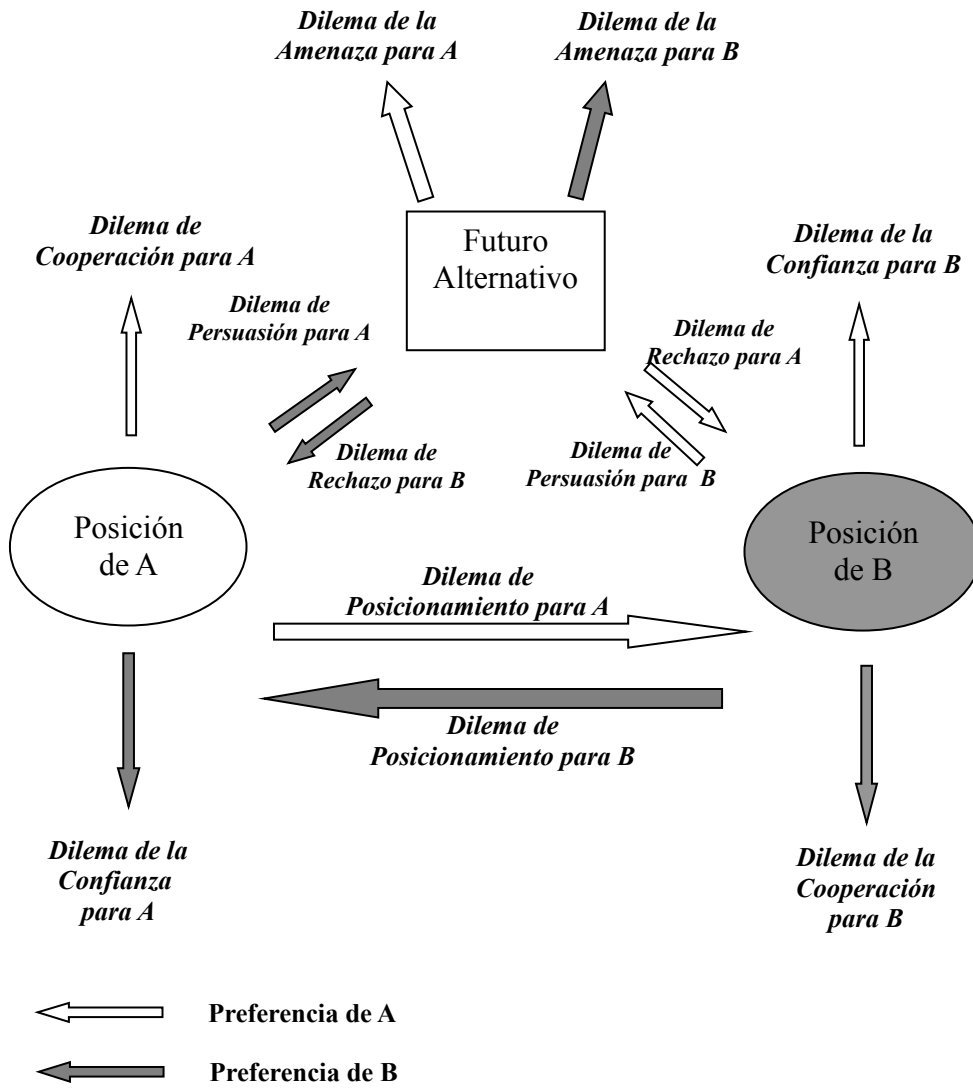 Dilema de la
Amenaza para A
Dilema de la
Amenaza para B
Dilema de
Cooperación para A
Futuro
Alternativo
Dilema de la
Confianza para B
Dilema de
Persuasión para A
Dilema de
Rechazo para A
Dilema de
Rechazo para B
Dilema de
Persuasión para B
Posición
de A
Posición
de B
Dilema de
Posicionamiento para A
Dilema de
Posicionamiento para B
Dilema de la
Confianza
para A
Dilema de la
Cooperación
para B
Preferencia de A
Preferencia de B